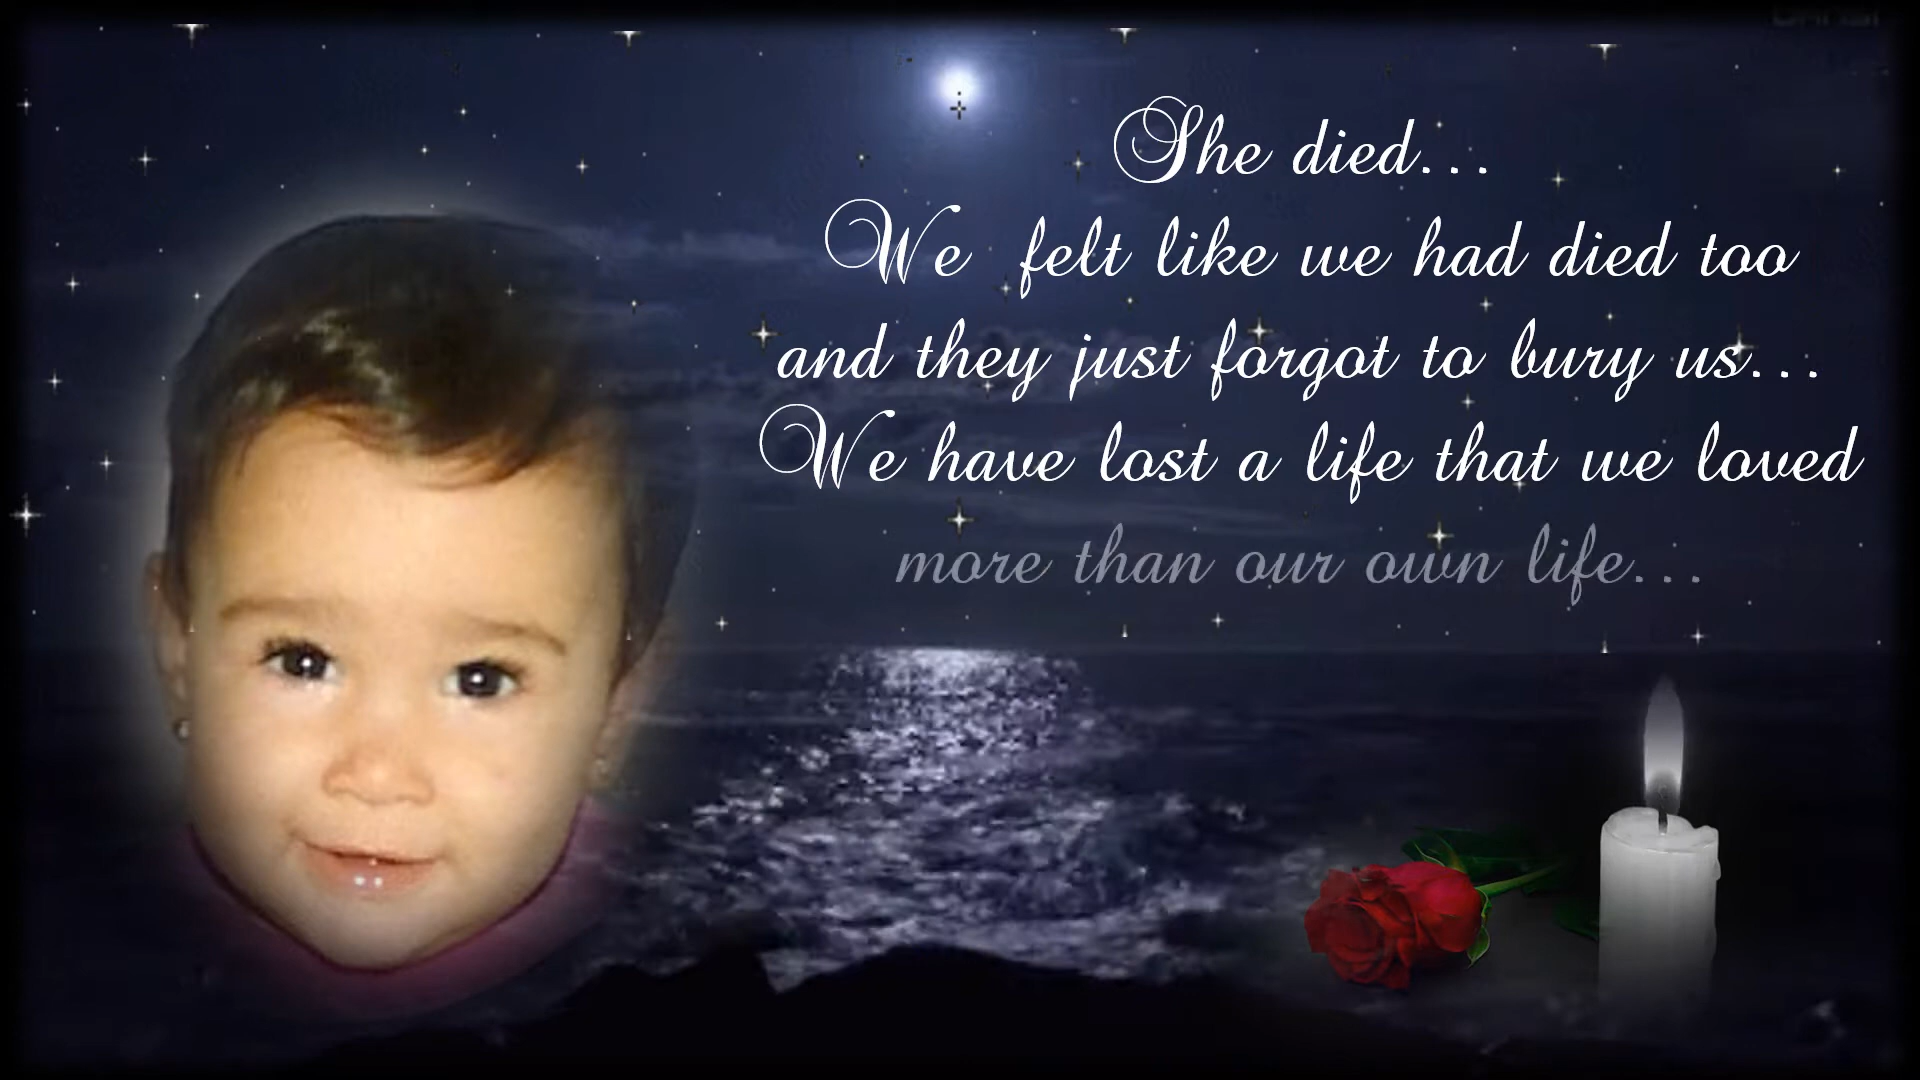 She died...
We felt like we had died too
and they just forgot to bury us...
We have lost a life that we loved
more than our own life...